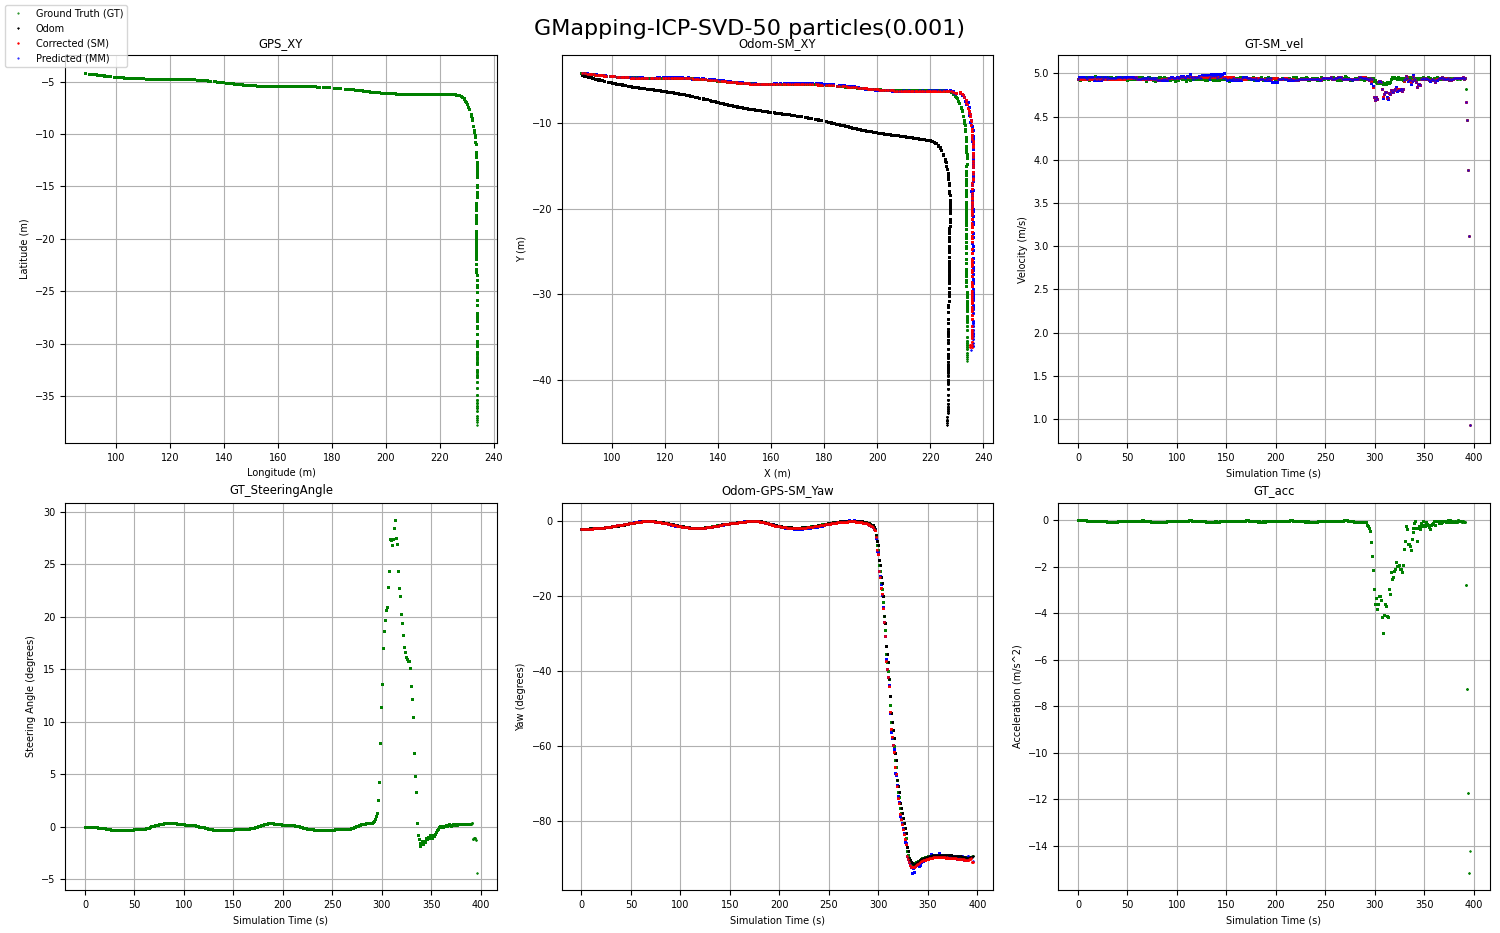 GMapping-ICP-SVD-50 particles(0.001)
Ground Truth (GT)
Odom
Corrected (SM)
Predicted (MM)
GPS_XY
−5
−10
−15
−20
−25
−30
−35
Latitude (m)
100 120 140 160 180 200 220 240
Longitude (m)
Odom-SM_XY
−10
−20
−30
−40
Y (m)
100 120 140 160 180 200 220 240
X (m)
GT-SM_vel
5.0
4.5
4.0
3.5
3.0
2.5
2.0
1.5
1.0
Velocity (m/s)
0 50 100 150 200 250 300 350 400
Simulation Time (s)
GT_SteeringAngle
30
25
20
15
10
5
0
−5
Steering Angle (degrees)
0 50 100 150 200 250 300 350 400
Simulation Time (s)
Odom-GPS-SM_Yaw
0
−20
−40
−60
−80
Yaw (degrees)
0 50 100 150 200 250 300 350 400
Simulation Time (s)
GT_acc
0
−2
−4
−6
−8
−10
−12
−14
Acceleration (m/s^2)
0 50 100 150 200 250 300 350 400
Simulation Time (s)